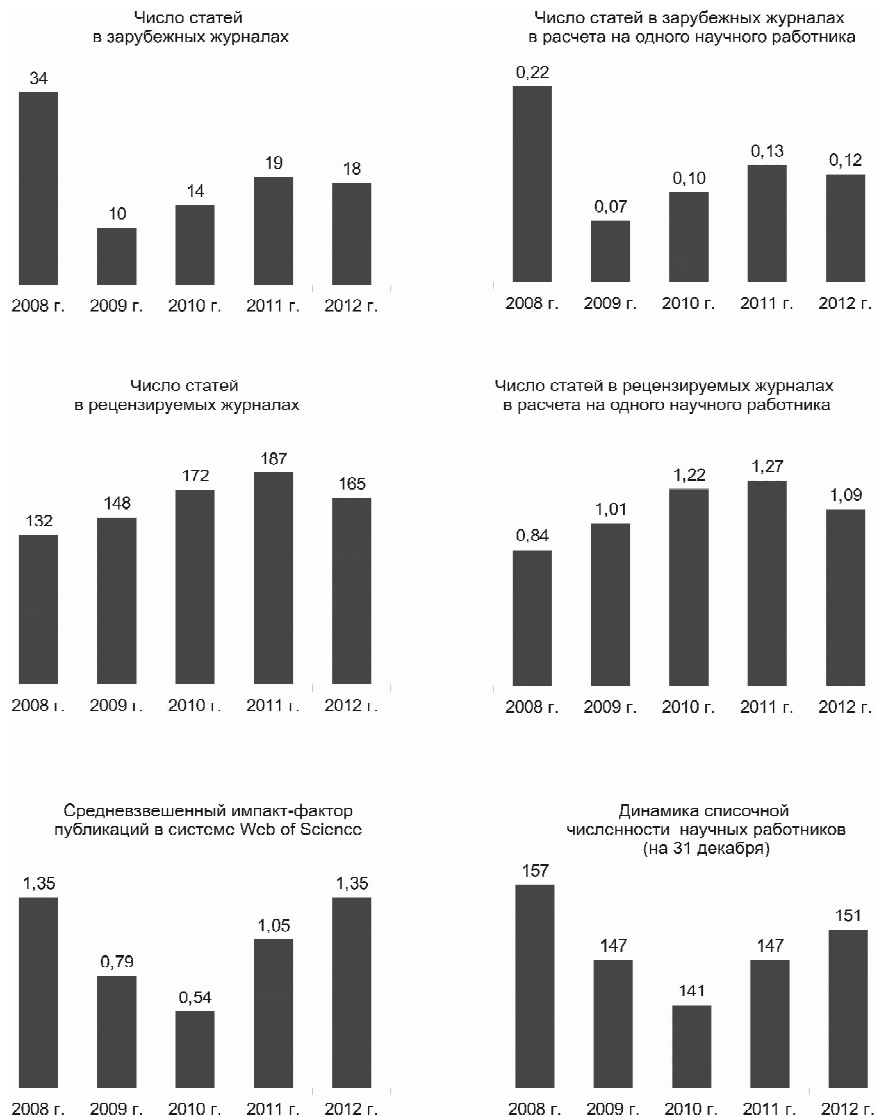 Число статей
в зарубежных журналах
34
10
14
19
18
2008 г.
2009 г.
2010 г.
2011 г.
2012 г.
Число статей в зарубежных журналах
в расчета на одного научного работника
0,22
0,07
0,10
0,13
0,12
2008 г.
2009 г.
2010 г.
2011 г.
2012 г.
Число статей
в рецензируемых журналах
132
148
172
187
165
2008 г.
2009 г.
2010 г.
2011 г.
2012 г.
Число статей в рецензируемых журналах
в расчета на одного научного работника
0,84
1,01
1,22
1,27
1,09
2008 г.
2009 г.
2010 г.
2011 г.
2012 г.
Средневзвешенный импакт-фактор
публикаций в системе Web of Science
1,35
0,79
0,54
1,05
1,35
2008 г.
2009 г.
2010 г.
2011 г.
2012 г.
Динамика списочной
численности научных работников
(на 31 декабря)
157
147
141
147
151
2008 г.
2009 г.
2010 г.
2011 г.
2012 г.